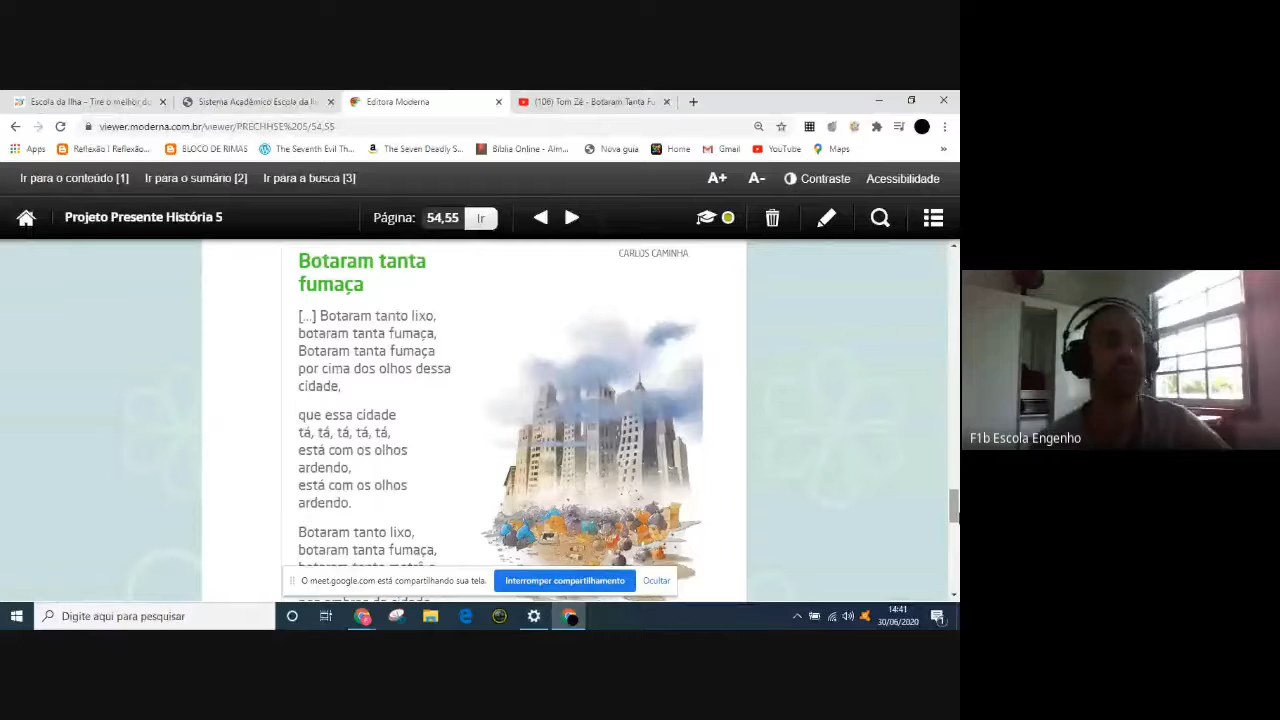 Escola da Ilha – Tire o melhor do
Sistema Acadêmico Escola da Il
Editora Moderna
(106) Tom Zé - Botaram Tanta Fu
viewer.moderna.com.br/viewer/PRECHHSE%205/54,55
Apps
Reflexão | Reflexão...
BLOCO DE RIMAS
The Seventh Evil Th...
The Seven Deadly S...
Bíblia Online - Alm...
Nova guia
Home
Gmail
YouTube
Maps
»
Ir para o conteúdo [1]
Ir para o sumário [2]
Ir para a busca [3]
A+
A-
Contraste
Acessibilidade
Projeto Presente História 5
Página:
54,55
Ir
Botaram tanta
fumaça
CARLOS CAMINHA
[...] Botaram tanto lixo,
botaram tanta fumaça,
Botaram tanta fumaça
por cima dos olhos dessa
cidade,
que essa cidade
tá, tá, tá, tá, tá,
está com os olhos
ardendo,
está com os olhos
ardendo.
Botaram tanto lixo,
botaram tanta fumaça,
O meet.google.com está compartilhando sua tela.
Interromper compartilhamento
Ocultar
F1b Escola Engenho
Digite aqui para pesquisar
14:41
30/06/2020